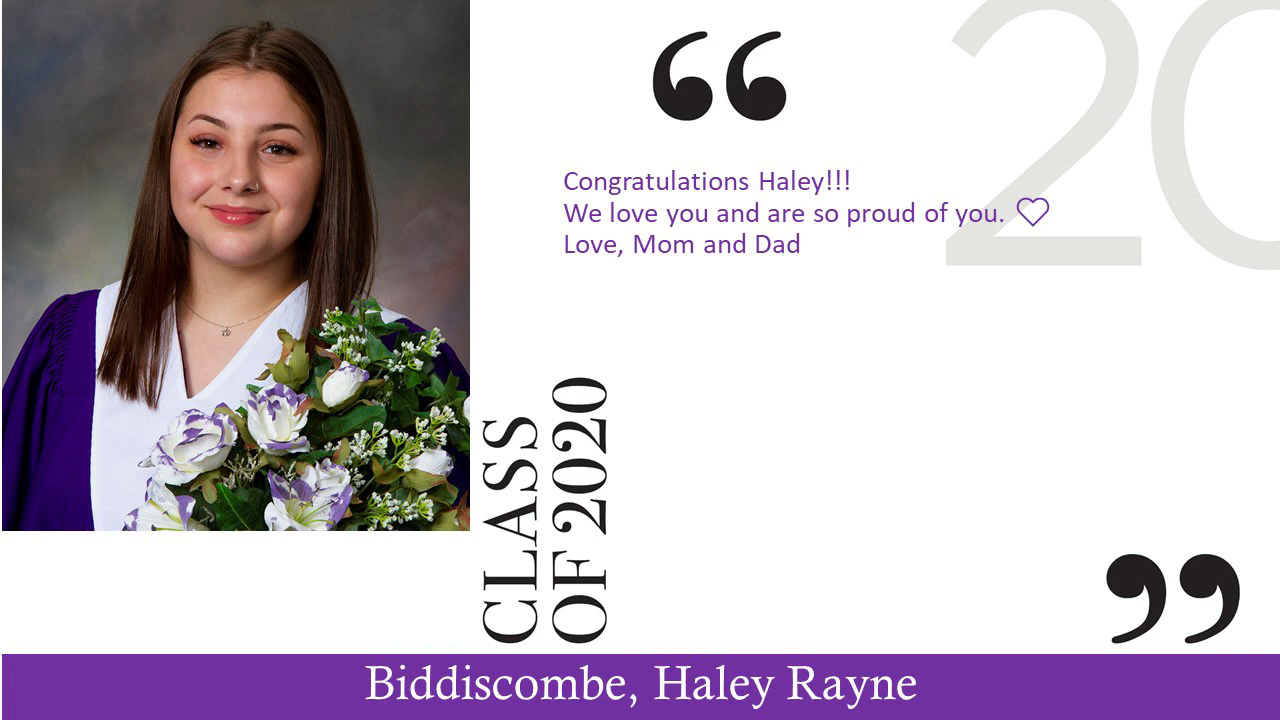 20
“
Congratulations Haley!!!
We love you and are so proud of you. ♡
Love, Mom and Dad
CLASS
OF 2020
”
Biddiscombe, Haley Rayne